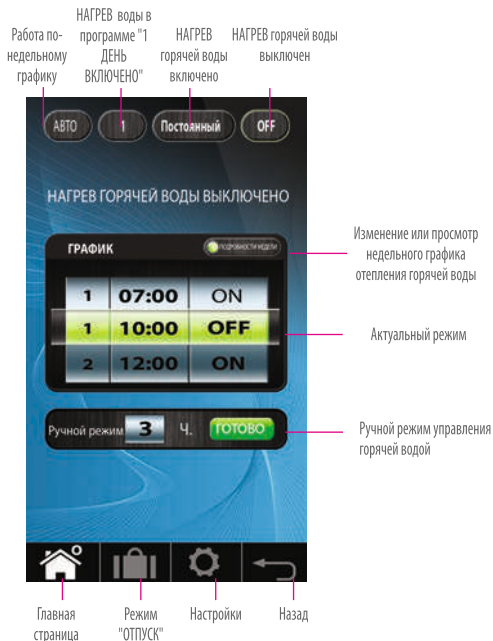 Работа по-
недельному
графику
НАГРЕВ воды в
программе "1
ДЕНЬ
ВКЛЮЧЕНО"
НАГРЕВ
горячей воды
включено
НАГРЕВ горячей воды
выключен
АВТО
1
Постоянный
OFF
НАГРЕВ ГОРЯЧЕЙ ВОДЫ ВЫКЛЮЧЕНО
ГРАФИК
ПОДРОБНОСТИ НЕДЕЛИ
1 07:00 ON
1 10:00 OFF
2 12:00 ON
Ручной режим 3 Ч. ГОТОВО
Изменение или просмотр
недельного графика
отепления горячей воды
Актуальный режим
Ручной режим управления
горячей водой
Главная
страница
Режим
"ОТПУСК"
Настройки
Назад